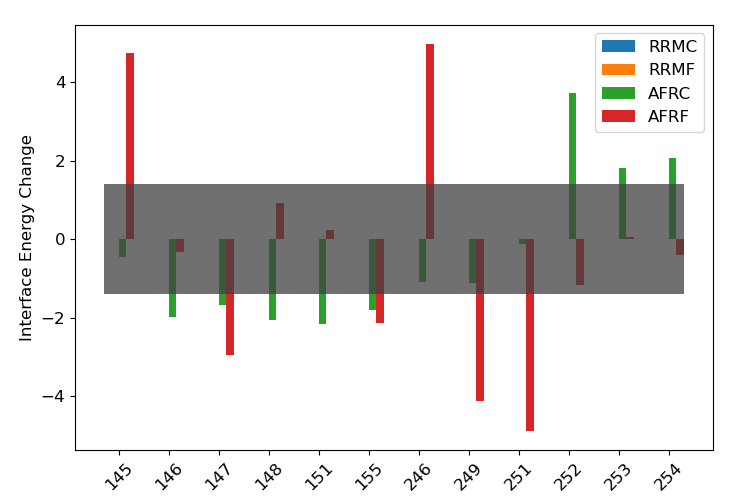 RRMC
RRMF
AFRC
AFRF
Interface Energy Change
4
2
0
−2
−4
145 146 147 148 151 155 246 249 251 252 253 254